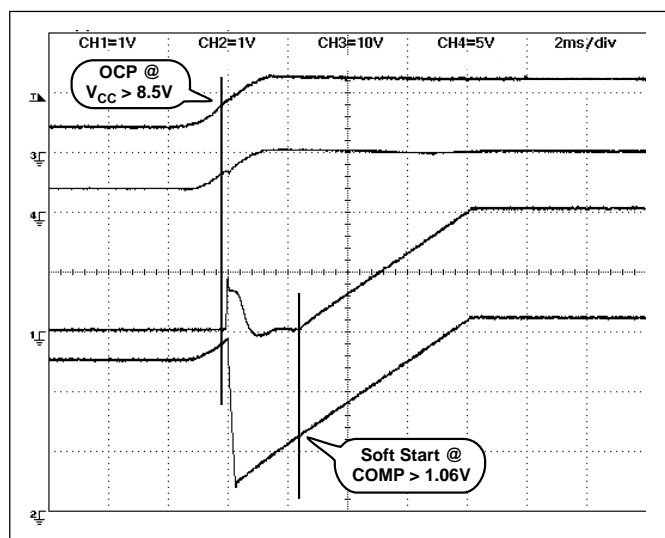 CH1=1V CH2=1V CH3=10V CH4=5V 2ms/div
OCP @
VCC > 8.5V
T
3
4
1
Soft Start @
COMP > 1.06V
2